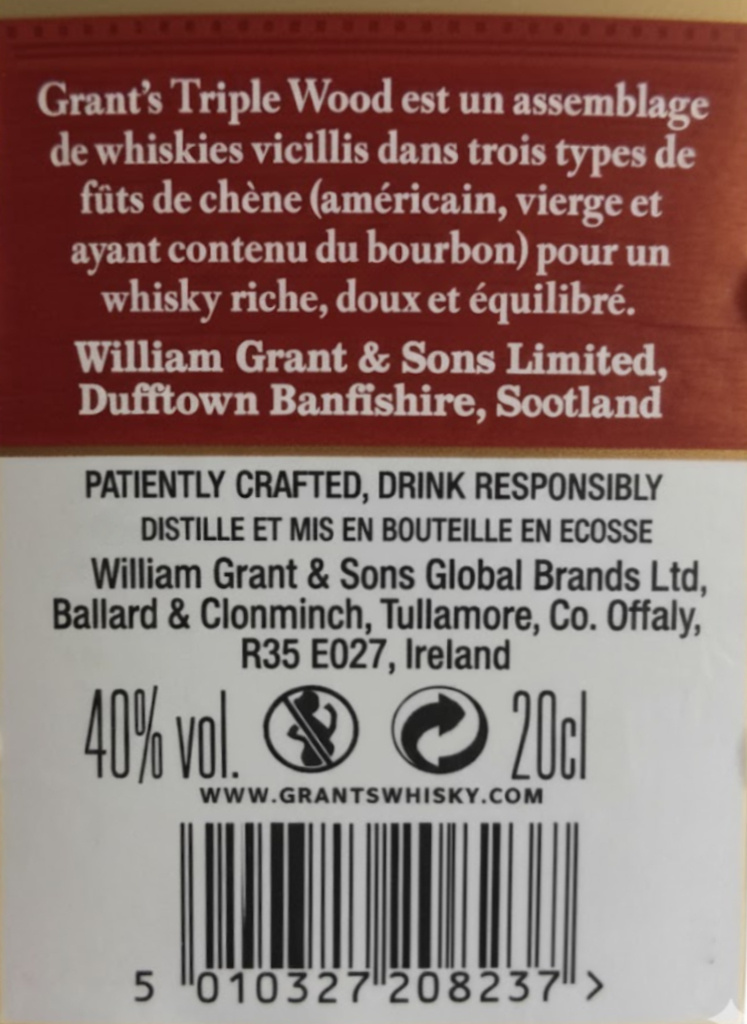 Grant's Triple Wood est un assemblage
de whiskies vicillis dans trois types de
fûts de chène (américain, vierge et
ayant contenu du bourbon) pour un
whisky riche, doux et équilibré.
William Grant & Sons Limited,
Dufftown Banfishire, Sootland
PATIENTLY CRAFTED, DRINK RESPONSIBLY
DISTILLE ET MIS EN BOUTEILLE EN ECOSSE
William Grant & Sons Global Brands Ltd,
Ballard & Clonminch, Tullamore, Co. Offaly,
R35 E027, Ireland
40% vol. 20cl
WWW.GRANTSWHISKY.COM
5 010327 208237 >